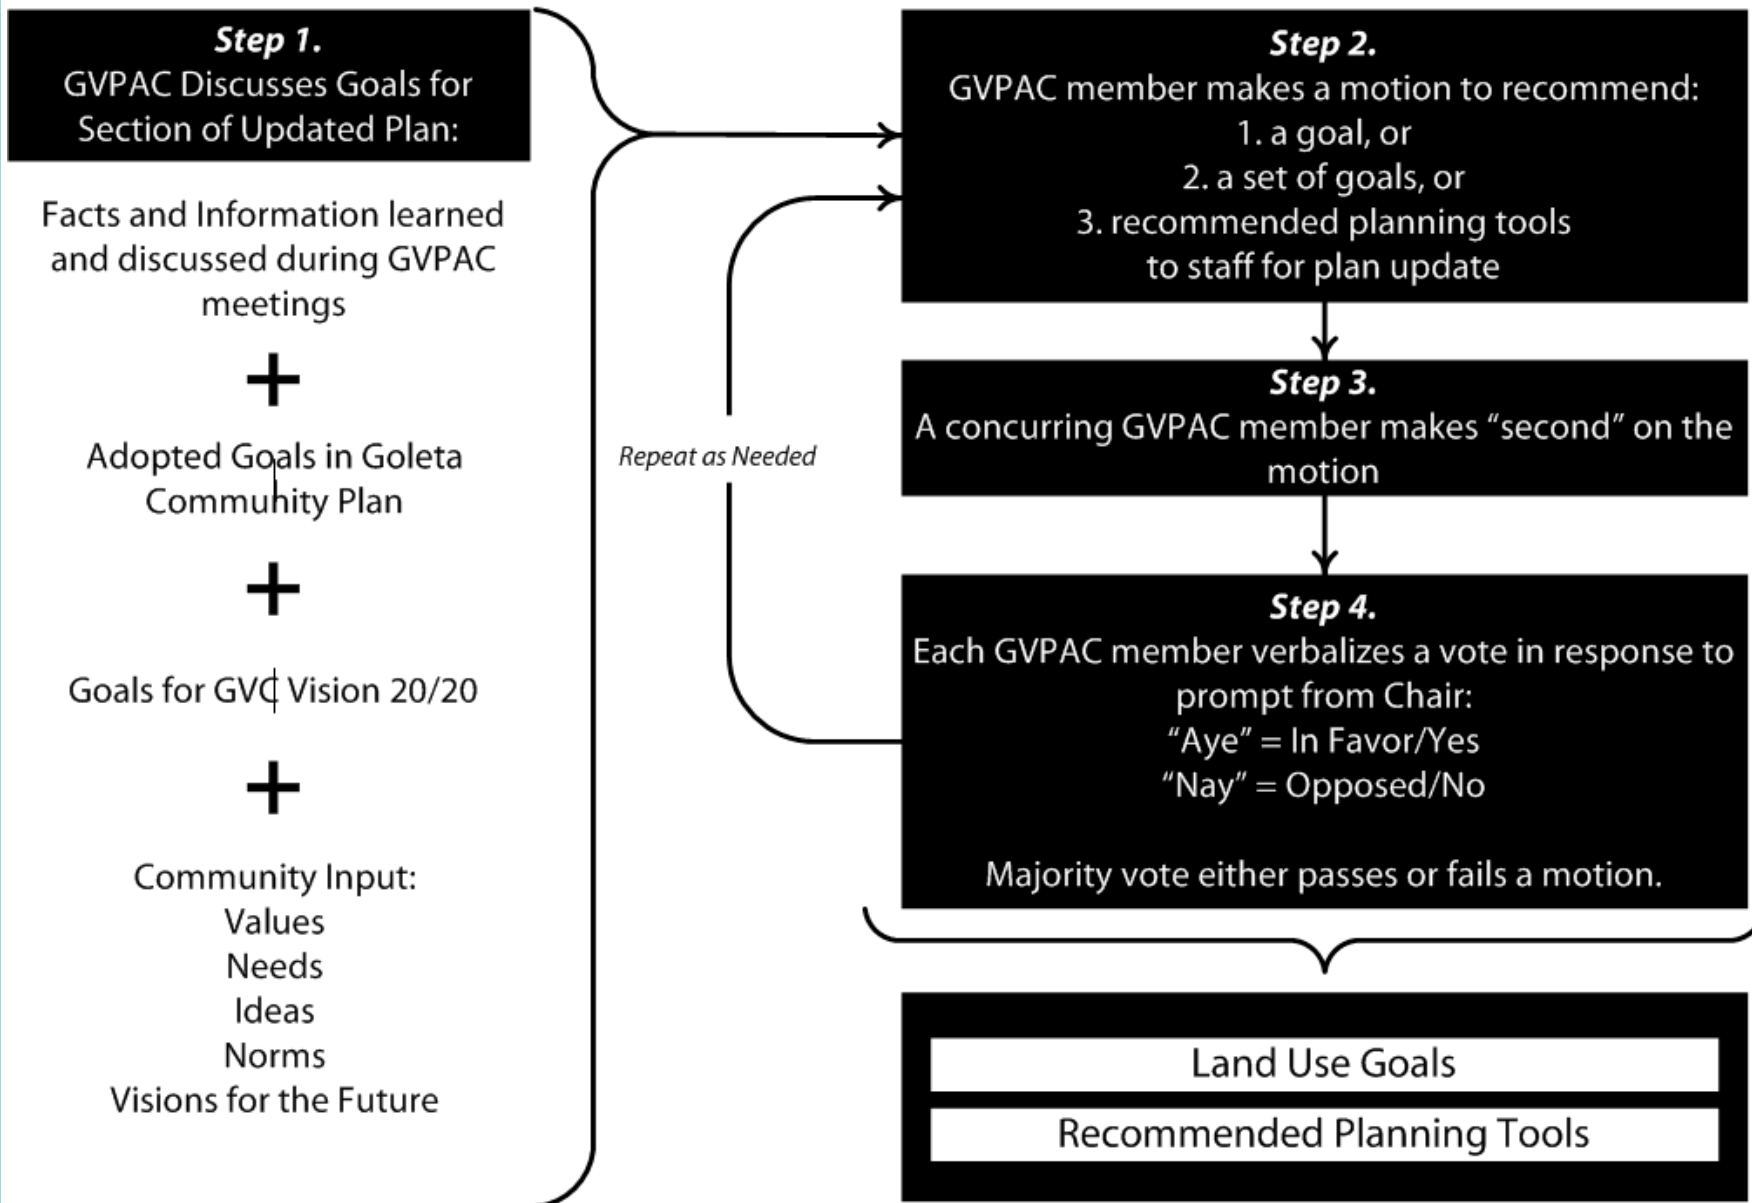 Step 1.
GVPAC Discusses Goals for
Section of Updated Plan:
Facts and Information learned
and discussed during GVPAC
meetings
+
Adopted Goals in Goleta
Community Plan
+
Goals for GVC Vision 20/20
+
Community Input:
Values
Needs
Ideas
Norms
Visions for the Future
Repeat as Needed
Step 2.
GVPAC member makes a motion to recommend:
1. a goal, or
2. a set of goals, or
3. recommended planning tools
to staff for plan update
Step 3.
A concurring GVPAC member makes “second” on the
motion
Step 4.
Each GVPAC member verbalizes a vote in response to
prompt from Chair:
“Aye” = In Favor/Yes
“Nay” = Opposed/No
Majority vote either passes or fails a motion.
Land Use Goals
Recommended Planning Tools